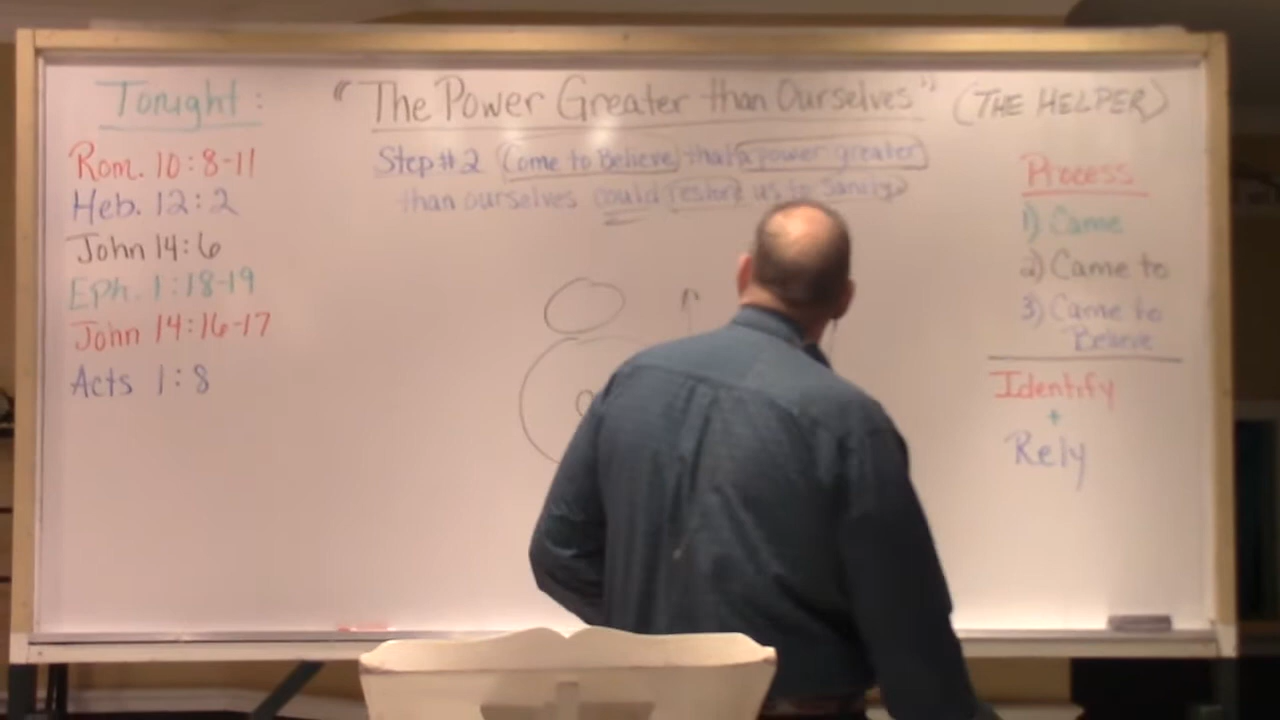 Tonight:
Rom. 10:8-11
Heb. 12:2
John 14:6
Eph. 1:18-19
John 14:16-17
Acts 1:8
"The Power Greater than Ourselves" (THE HELPER)
Step #2 Come to Believe that a power greater
than ourselves could restore us to Sanity
Process
1) Came
2) Came to
3) Came to
Believe
Identify
+
Rely